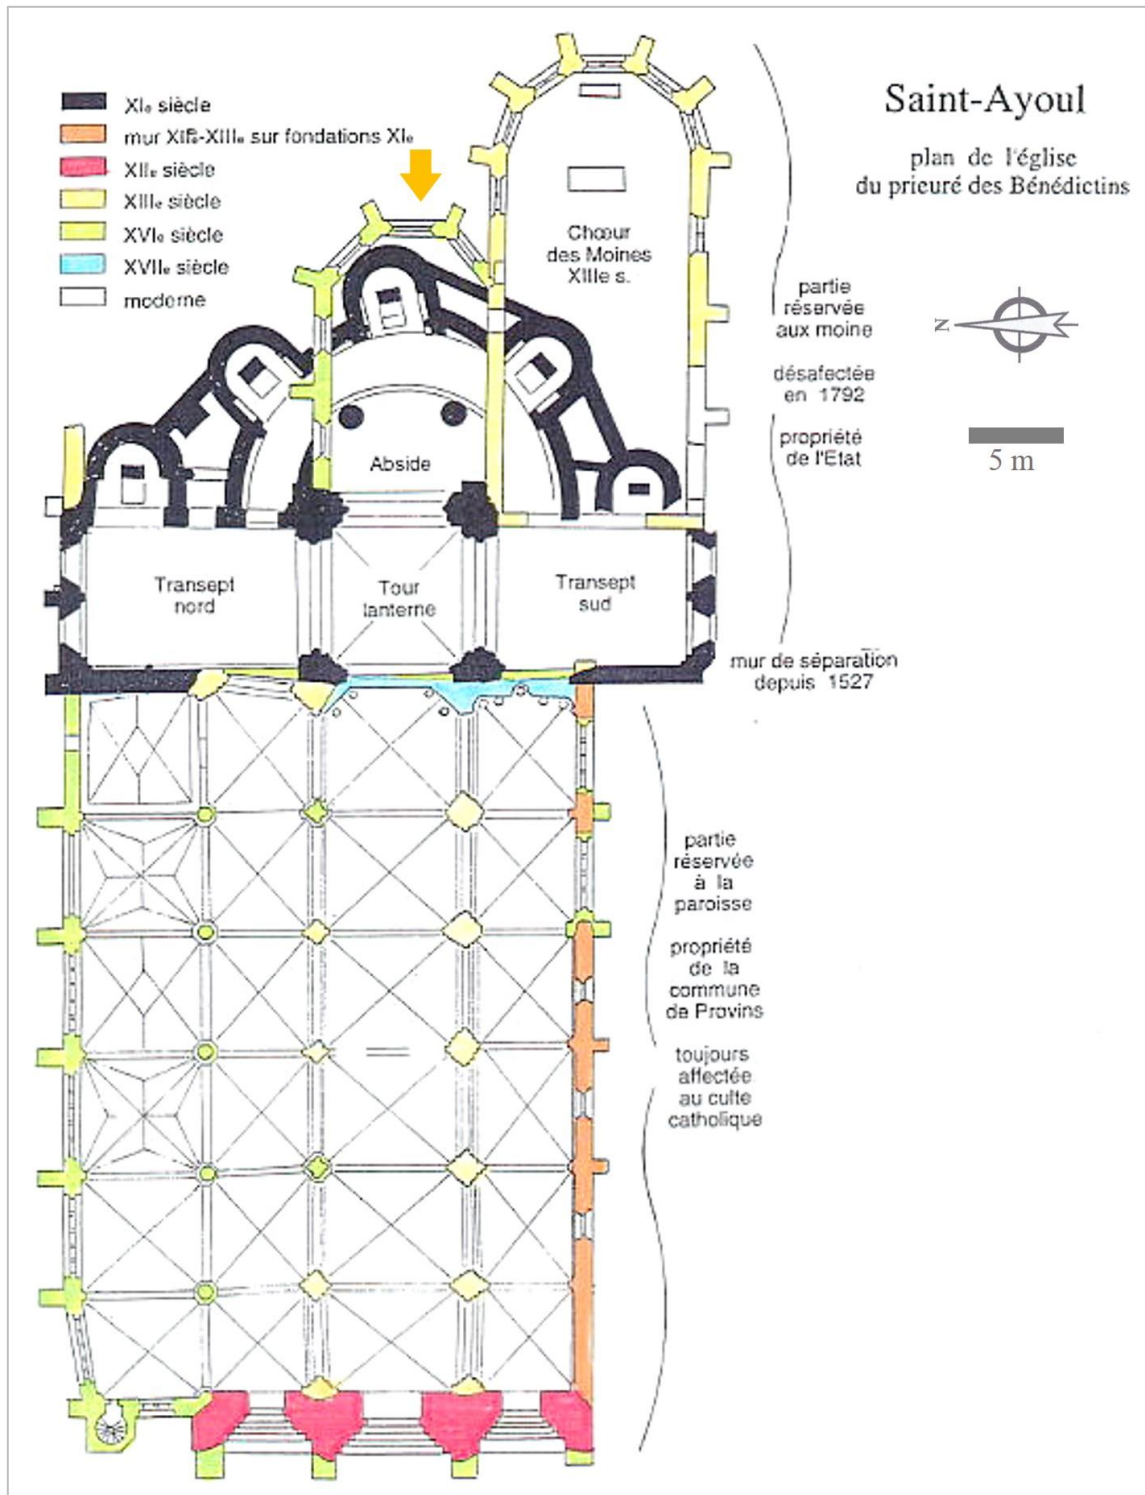 Saint-Ayoul
plan de l'église
du prieuré des Bénédictins
XIe siècle
mur XIIe-XIIIe sur fondations XIe
XIIe siècle
XIIIe siècle
XVIe siècle
XVIIe siècle
moderne
Chœur
des Moines
XIIIe s.
partie
réservée
aux moine
désafectée
en 1792
propriété
de l'Etat
N
5 m
Abside
Transept
nord
Tour
lanterne
Transept
sud
mur de séparation
depuis 1527
partie
réservée
à la
paroisse
propriété
de la
commune
de Provins
toujours
affectée
au culte
catholique